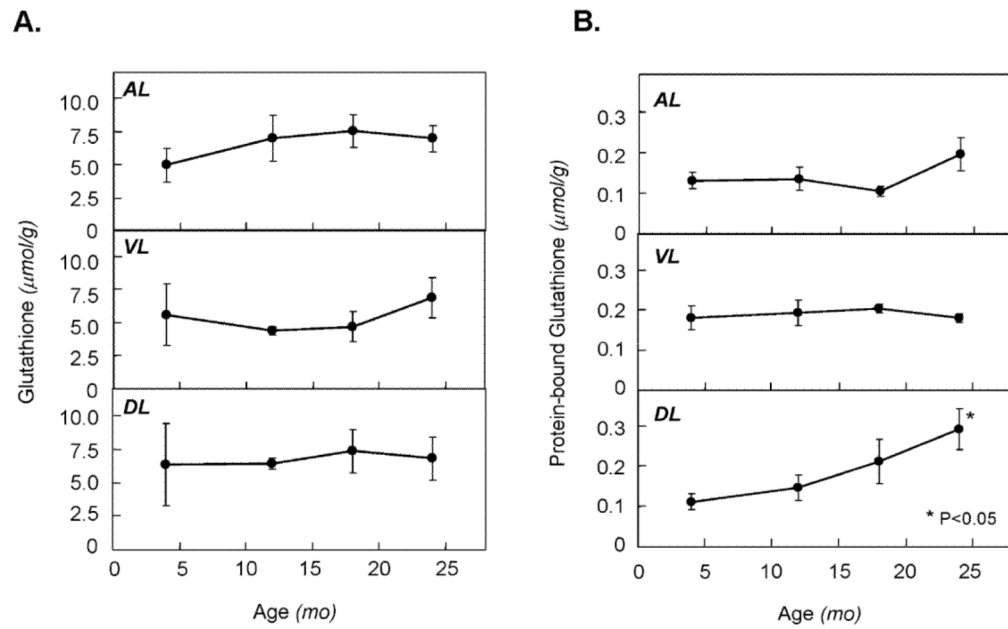 A.
B.
AL
10.0
7.5
5.0
2.5
0
VL
10.0
7.5
5.0
2.5
0
DL
10.0
7.5
5.0
2.5
0
0 5 10 15 20 25
Glutathione (μmol/g)
Age (mo)
AL
0.3
0.2
0.1
0
VL
0.3
0.2
0.1
0
DL
0.3
0.2
0.1
0
*
* P<0.05
0 5 10 15 20 25
Protein-bound Glutathione (μmol/g)
Age (mo)